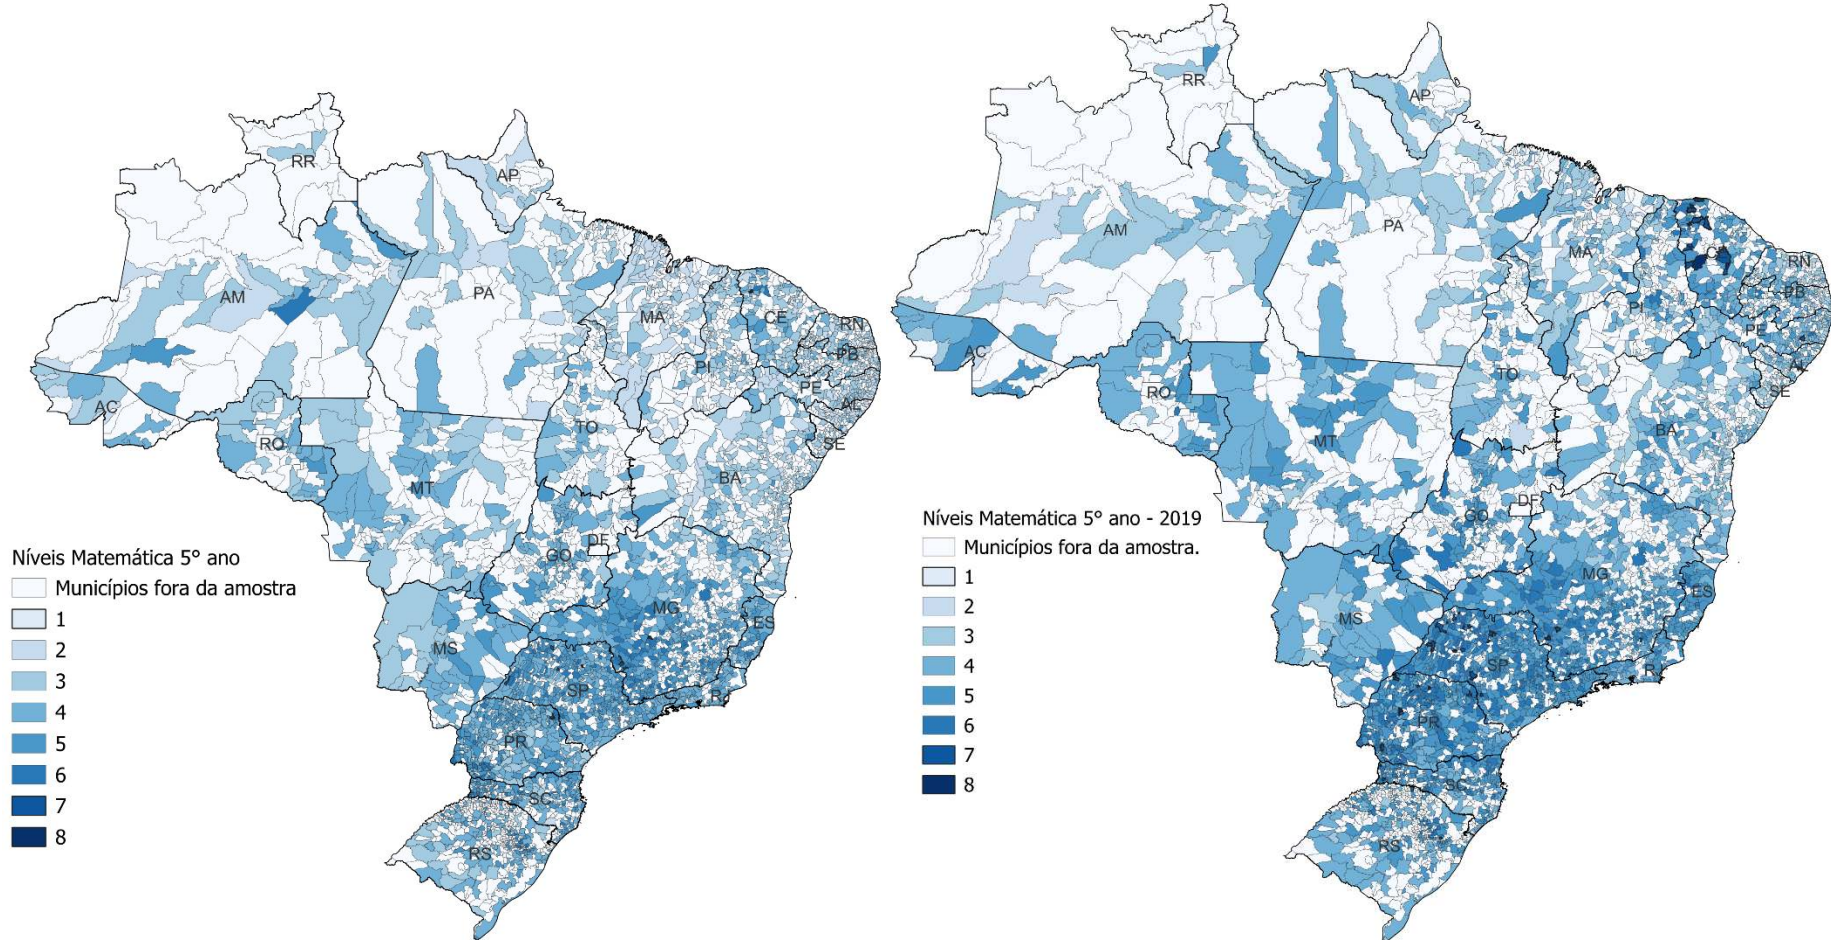 RR
AP
AM
PA
MA
CE
RN
PB
PI
PE
AC
AL
TO
SE
RO
BA
MT
DF
GO
MG
ES
MS
SP
RJ
PR
SC
RS
Níveis Matemática 5° ano
Municípios fora da amostra
1
2
3
4
5
6
7
8
RR
AP
AM
PA
MA
RN
PB
PI
PE
AC
AL
TO
SE
RO
BA
MT
DF
GO
MG
ES
MS
SP
RJ
PR
SC
RS
Níveis Matemática 5° ano - 2019
Municípios fora da amostra.
1
2
3
4
5
6
7
8